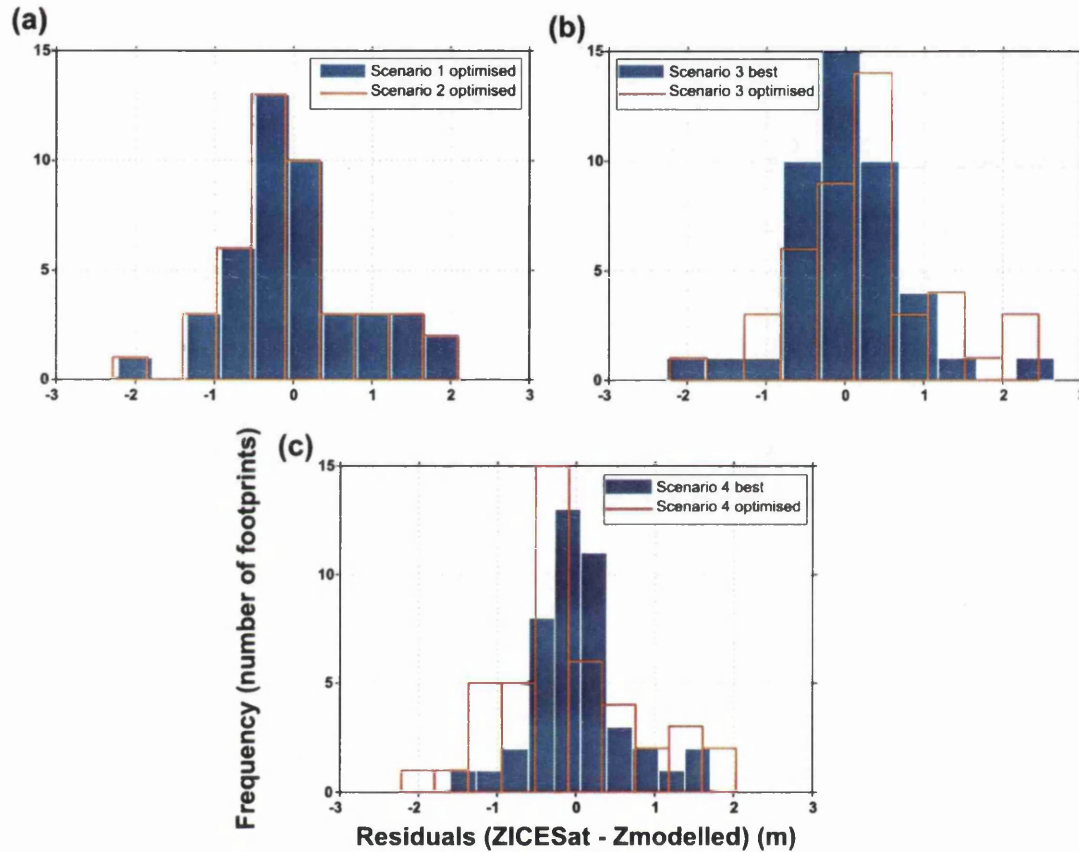 (a)
15
10
5
0
-3 -2 -1 0 1 2 3
Scenario 1 optimised
Scenario 2 optimised
(b)
15
10
5
0
-3 -2 -1 0 1 2 3
Scenario 3 best
Scenario 3 optimised
(c)
15
10
5
0
-3 -2 -1 0 1 2 3
Scenario 4 best
Scenario 4 optimised
Frequency (number of footprints)
Residuals (ZICESat - Zmodelled) (m)